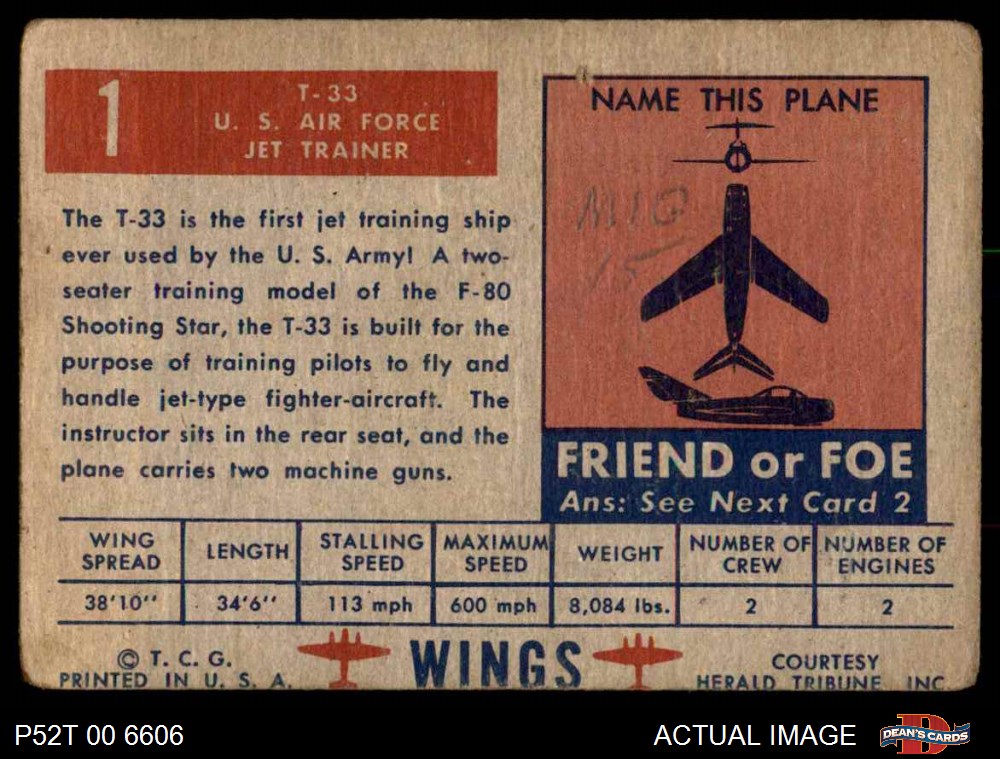 1
T-33
U. S. AIR FORCE
JET TRAINER
The T-33 is the first jet training ship
ever used by the U. S. Army! A two-
seater training model of the F-80
Shooting Star, the T-33 is built for the
purpose of training pilots to fly and
handle jet-type fighter-aircraft. The
instructor sits in the rear seat, and the
plane carries two machine guns.
NAME THIS PLANE
MIG
15
FRIEND or FOE
Ans: See Next Card 2
WING SPREAD
LENGTH
STALLING SPEED
MAXIMUM SPEED
WEIGHT
NUMBER OF CREW
NUMBER OF ENGINES
38'10''
34'6''
113 mph
600 mph
8,084 lbs.
2
2
© T. C. G.
PRINTED IN U. S. A.
WINGS
COURTESY
HERALD TRIBUNE, INC.
P52T 00 6606
ACTUAL IMAGE
D
DEAN'S CARDS